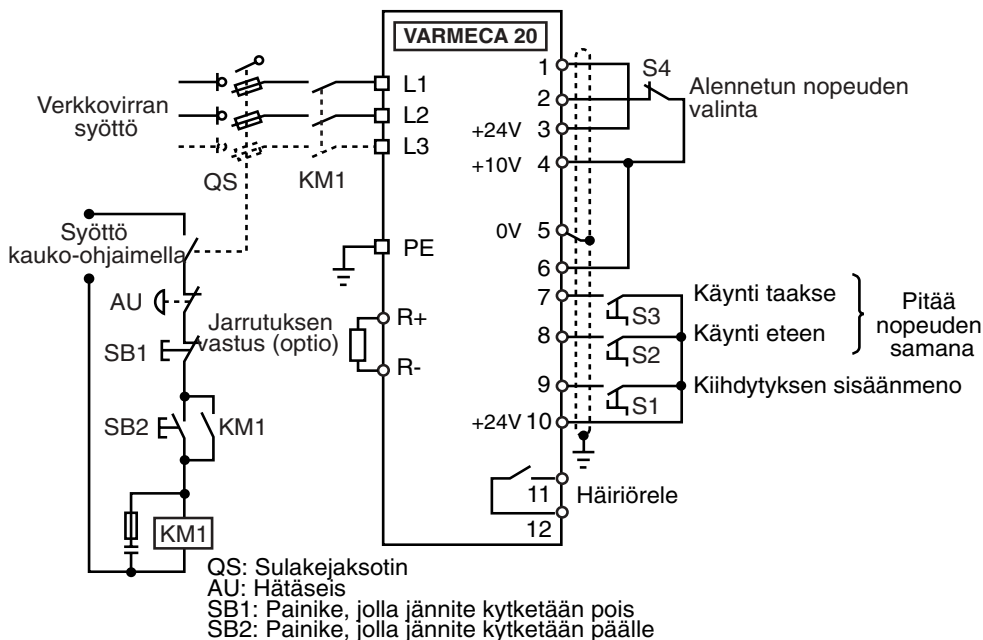 VARMECA 20
Verkkovirran
syöttö
QS
KM1
L1
L2
L3
PE
R+
R-
Syöttö
kauko-ohjaimella
AU
SB1
Jarrutuksen
vastus (optio)
SB2
KM1
KM1
1
2
+24V 3
+10V 4
0V 5
6
7
8
9
+24V 10
11
12
S4
Alennetun nopeuden
valinta
S3
Käynti taakse
S2
Käynti eteen
Pitää
nopeuden
samana
S1
Kiihdytyksen sisäänmeno
Häiriörele
QS: Sulakejaksotin
AU: Hätäseis
SB1: Painike, jolla jännite kytketään pois
SB2: Painike, jolla jännite kytketään päälle